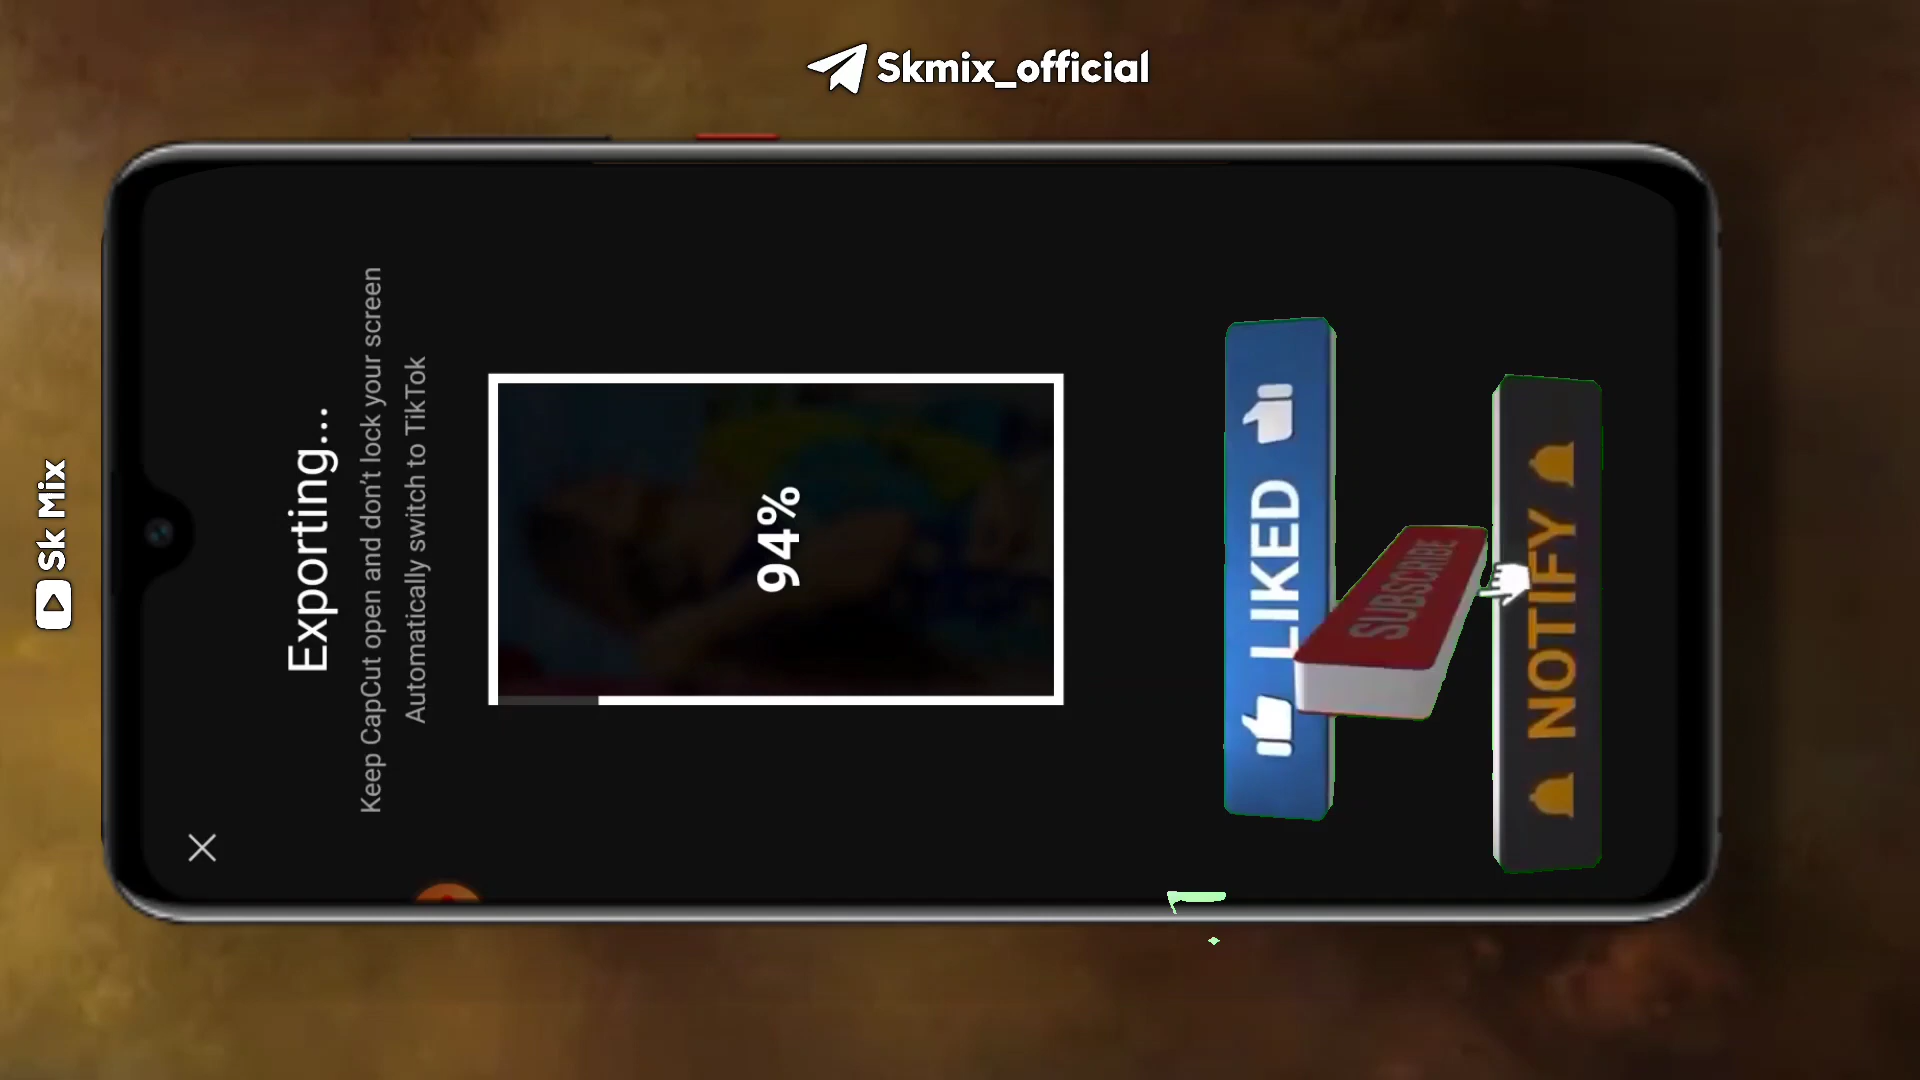 Skmix_official
Sk Mix
Exporting...
Keep CapCut open and don't lock your screen
Automatically switch to TikTok
94%
LIKED
SUBSCRIBE
NOTIFY